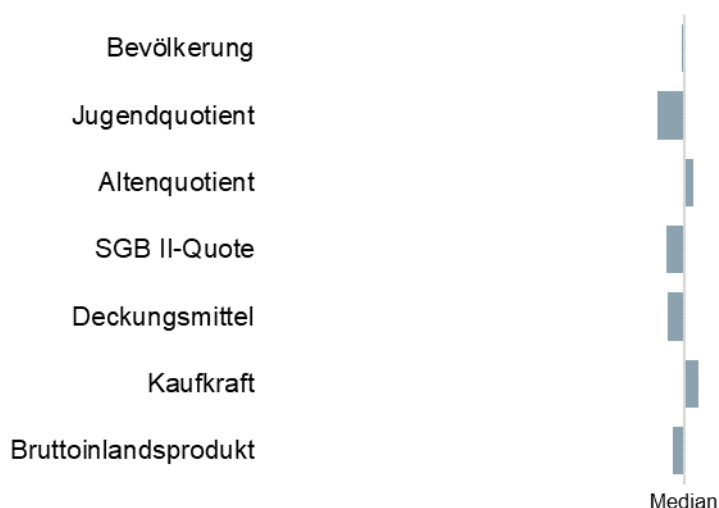 Bevölkerung
Jugendquotient
Altenquotient
SGB II-Quote
Deckungsmittel
Kaufkraft
Bruttoinlandsprodukt
Median